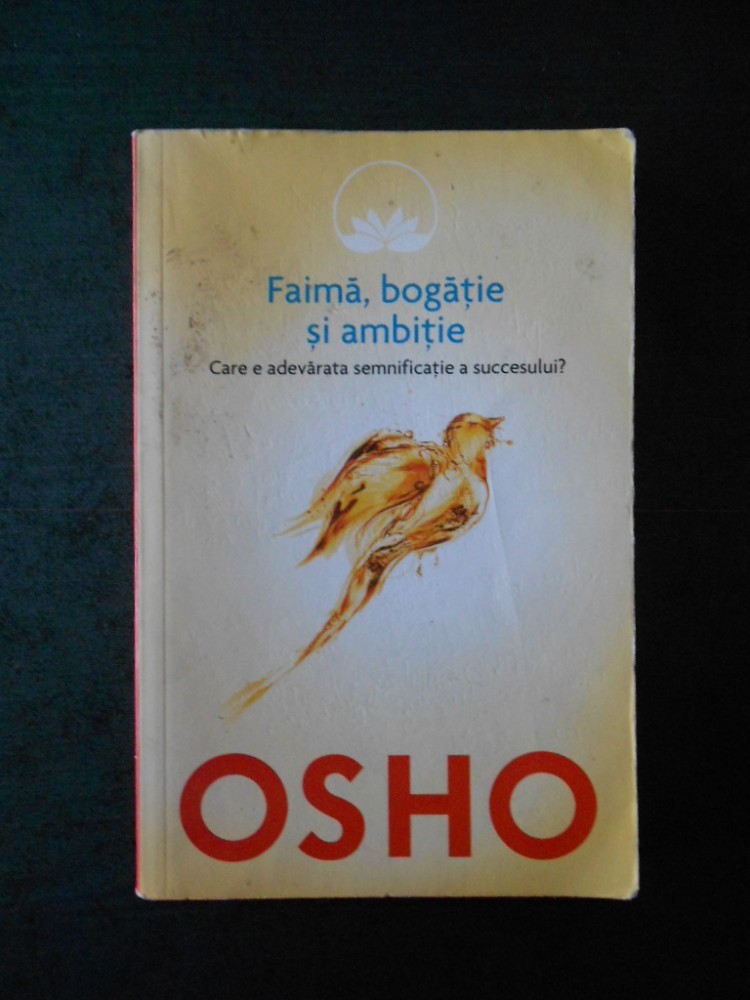 Faimă, bogăție
și ambiție
Care e adevărata semnificație a succesului?
OSHO